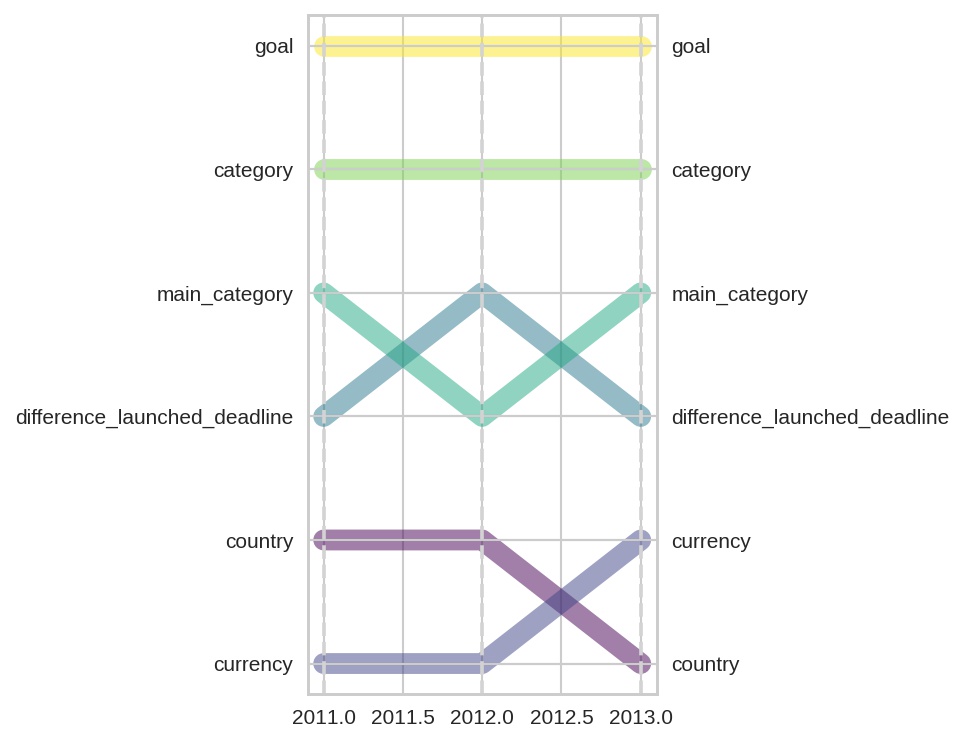 goal goal
category category
main_category main_category
difference_launched_deadline difference_launched_deadline
country currency
currency country
2011.0 2011.5 2012.0 2012.5 2013.0